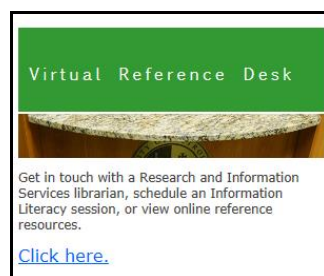 Virtual Reference Desk
Get in touch with a Research and Information
Services librarian, schedule an Information
Literacy session, or view online reference
resources.
Click here.